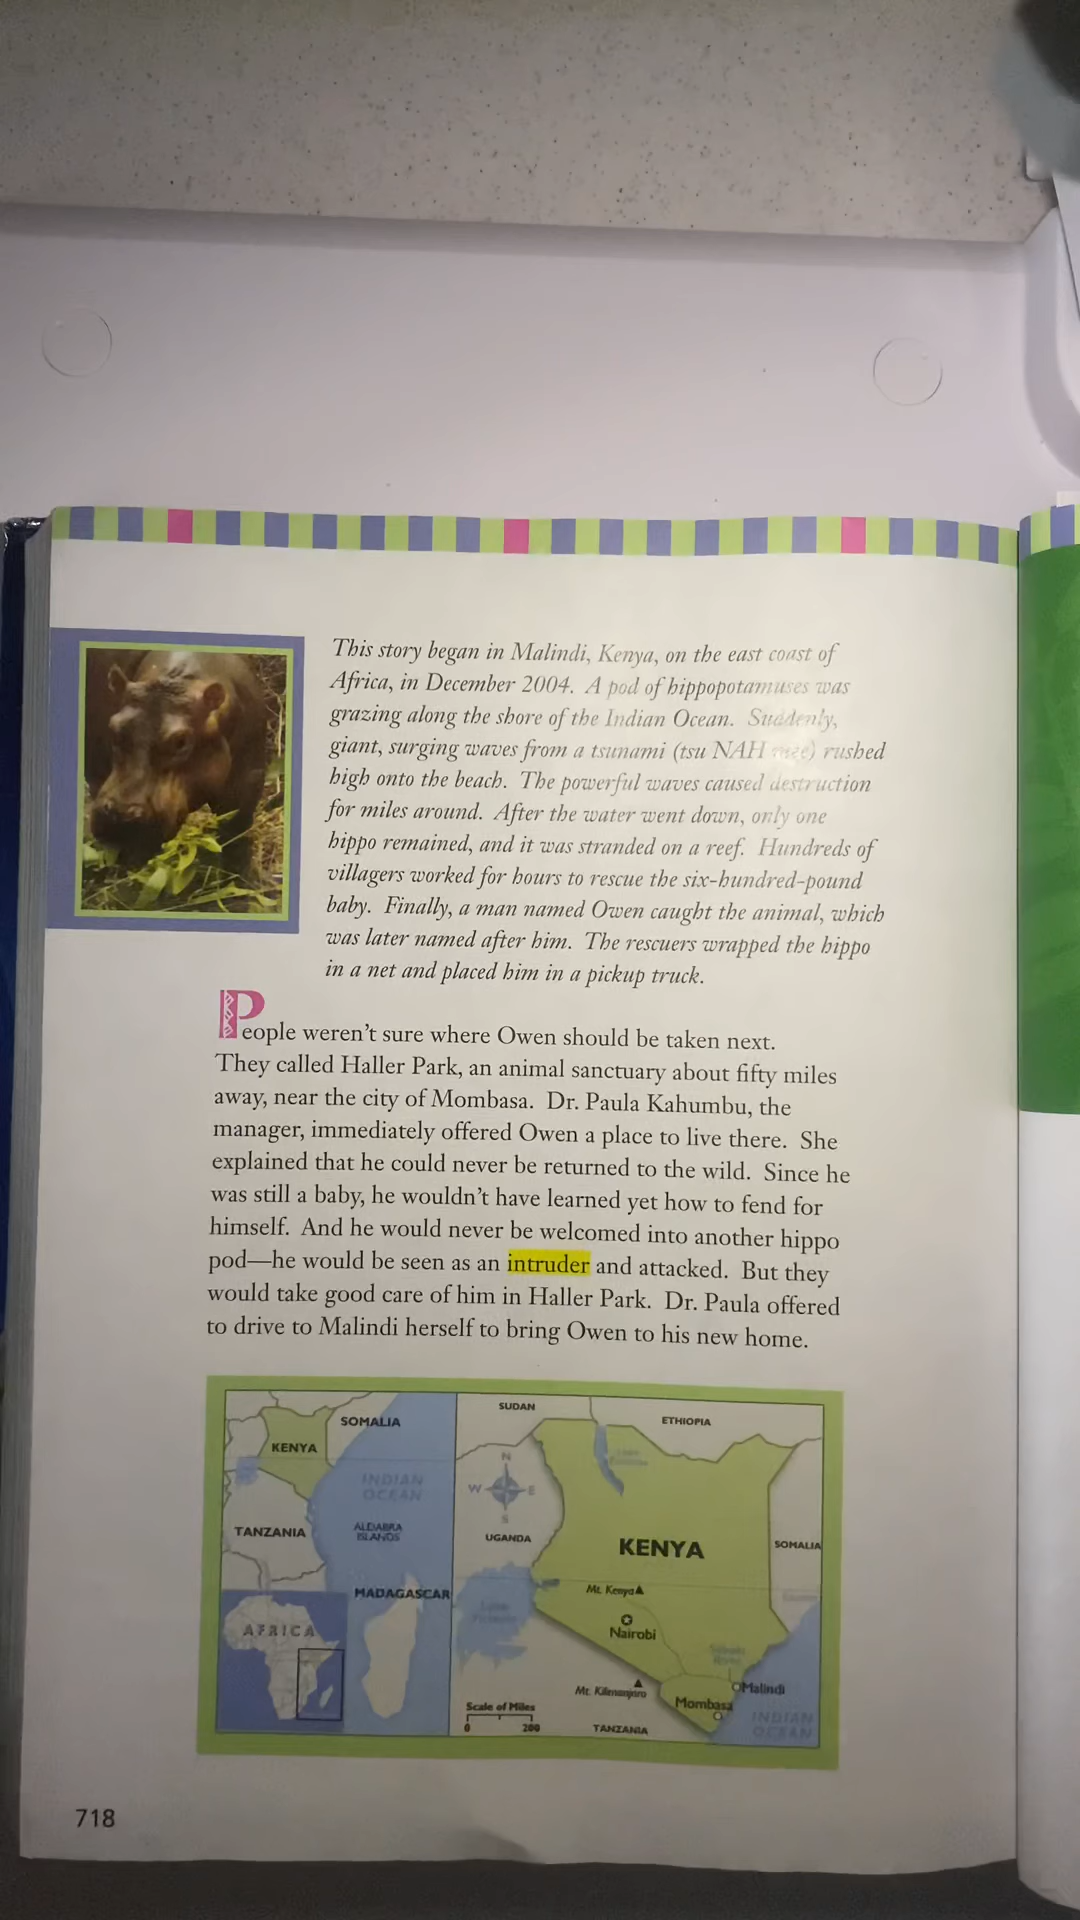 This story began in Malindi, Kenya, on the east coast of
Africa, in December 2004. A pod of hippopotamuses was
grazing along the shore of the Indian Ocean. Suddenly,
giant, surging waves from a tsunami (tsu NAH mee) rushed
high onto the beach. The powerful waves caused destruction
for miles around. After the water went down, only one
hippo remained, and it was stranded on a reef. Hundreds of
villagers worked for hours to rescue the six-hundred-pound
baby. Finally, a man named Owen caught the animal, which
was later named after him. The rescuers wrapped the hippo
in a net and placed him in a pickup truck.
People weren't sure where Owen should be taken next.
They called Haller Park, an animal sanctuary about fifty miles
away, near the city of Mombasa. Dr. Paula Kahumbu, the
manager, immediately offered Owen a place to live there. She
explained that he could never be returned to the wild. Since he
was still a baby, he wouldn't have learned yet how to fend for
himself. And he would never be welcomed into another hippo
pod—he would be seen as an intruder and attacked. But they
would take good care of him in Haller Park. Dr. Paula offered
to drive to Malindi herself to bring Owen to his new home.
SOMALIA
KENYA
INDIAN
OCEAN
TANZANIA
ALDABRA
ISLANDS
MADAGASCAR
AFRICA
SUDAN
ETHIOPIA
N
W E
S
UGANDA
KENYA
SOMALIA
Mt. Kenya
Nairobi
Mt. Kilimanjaro
Malindi
Mombasa
INDIAN
OCEAN
Scale of Miles
0 200
TANZANIA
718